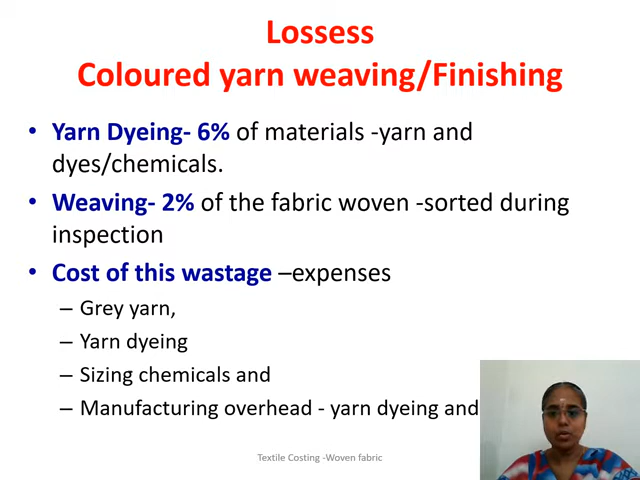 Lossess
Coloured yarn weaving/Finishing
• Yarn Dyeing- 6% of materials -yarn and
dyes/chemicals.
• Weaving- 2% of the fabric woven -sorted during
inspection
• Cost of this wastage –expenses
– Grey yarn,
– Yarn dyeing
– Sizing chemicals and
– Manufacturing overhead - yarn dyeing and
Textile Costing -Woven fabric